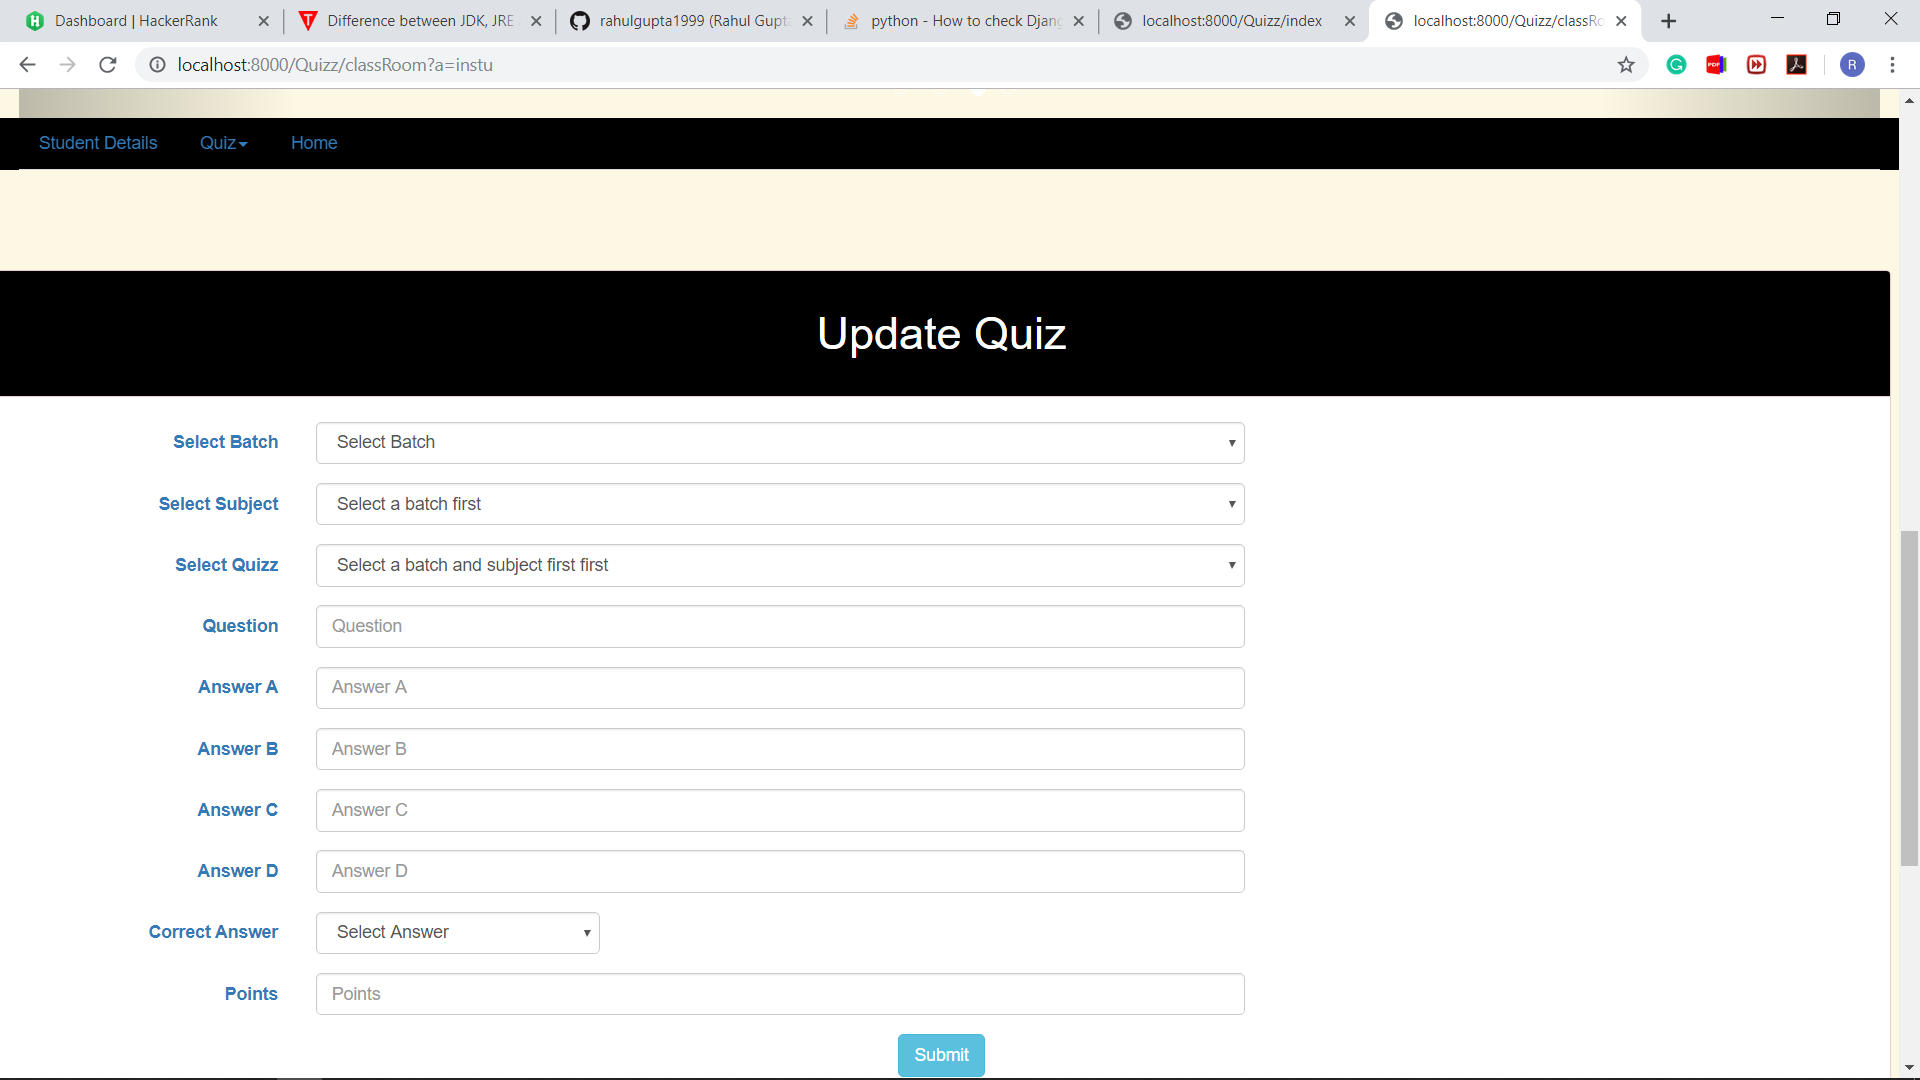 Dashboard | HackerRank
Difference between JDK, JRE
rahulgupta1999 (Rahul Gupt
python - How to check Djan
localhost:8000/Quizz/index
localhost:8000/Quizz/classRo
localhost:8000/Quizz/classRoom?a=instu
PDF
R
Student Details
Quiz
Home
Update Quiz
Select Batch
Select Batch
Select Subject
Select a batch first
Select Quizz
Select a batch and subject first first
Question
Question
Answer A
Answer A
Answer B
Answer B
Answer C
Answer C
Answer D
Answer D
Correct Answer
Select Answer
Points
Points
Submit